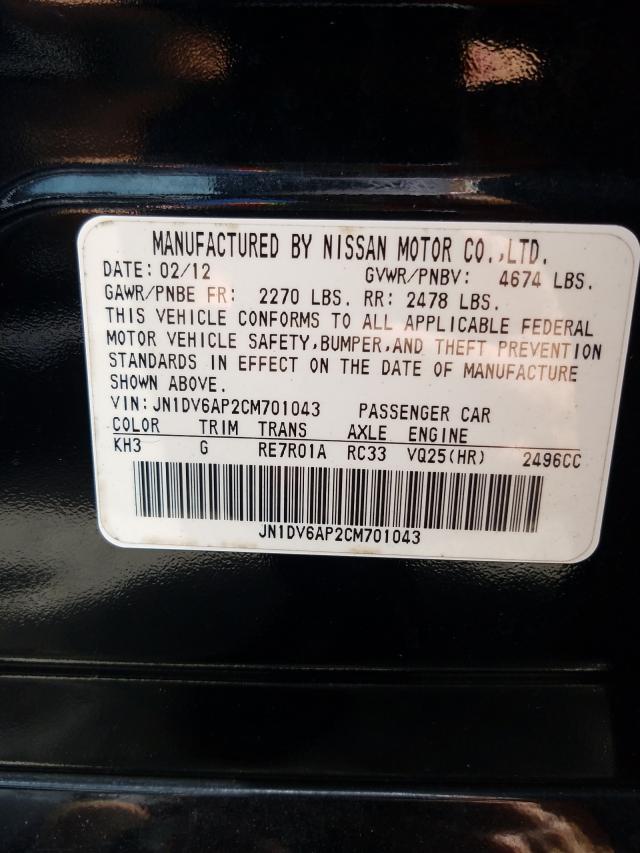 MANUFACTURED BY NISSAN MOTOR CO.,LTD.
DATE: 02/12 GVWR/PNBV: 4674 LBS.
GAWR/PNBE FR: 2270 LBS. RR: 2478 LBS.
THIS VEHICLE CONFORMS TO ALL APPLICABLE FEDERAL
MOTOR VEHICLE SAFETY,BUMPER,AND THEFT PREVENTION
STANDARDS IN EFFECT ON THE DATE OF MANUFACTURE
SHOWN ABOVE.
VIN:JN1DV6AP2CM701043 PASSENGER CAR
COLOR TRIM TRANS AXLE ENGINE
KH3 G RE7R01A RC33 VQ25(HR) 2496CC
JN1DV6AP2CM701043